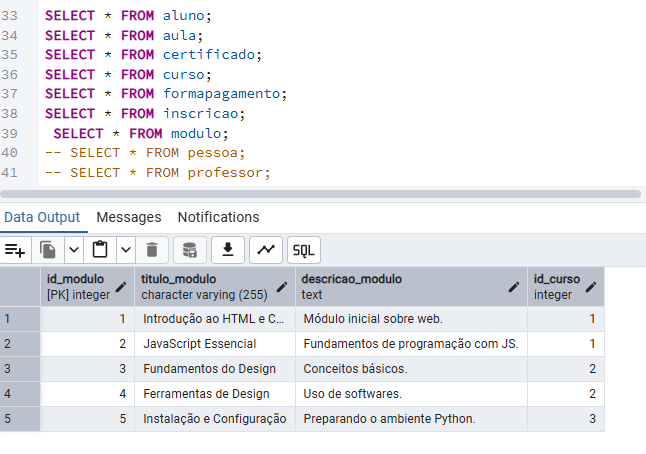 33 SELECT * FROM aluno;
34 SELECT * FROM aula;
35 SELECT * FROM certificado;
36 SELECT * FROM curso;
37 SELECT * FROM formapagamento;
38 SELECT * FROM inscricao;
39 SELECT * FROM modulo;
40 -- SELECT * FROM pessoa;
41 -- SELECT * FROM professor;
Data Output Messages Notifications
SQL
id_modulo titulo_modulo descricao_modulo id_curso
[PK] integer character varying (255) text integer
1 1 Introdução ao HTML e C... Módulo inicial sobre web. 1
2 2 JavaScript Essencial Fundamentos de programação com JS. 1
3 3 Fundamentos do Design Conceitos básicos. 2
4 4 Ferramentas de Design Uso de softwares. 2
5 5 Instalação e Configuração Preparando o ambiente Python. 3